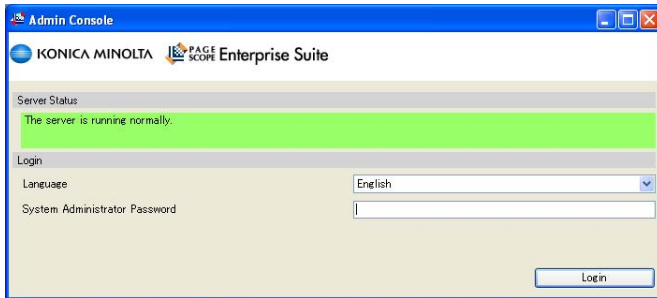 Admin Console
KONICA MINOLTA PAGE SCOPE Enterprise Suite
Server Status
The server is running normally.
Login
Language English
System Administrator Password
Login